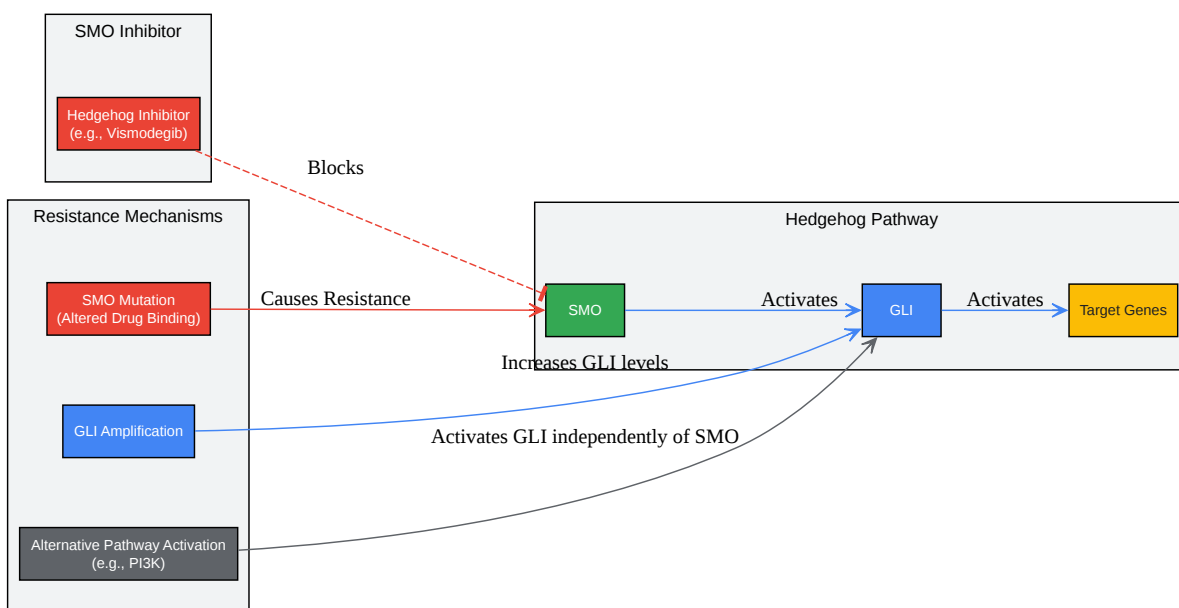 SMO Inhibitor
Hedgehog Inhibitor
(e.g., Vismodegib)
Blocks
Resistance Mechanisms
SMO Mutation
(Altered Drug Binding)
Causes Resistance
GLI Amplification
Increases GLI levels
Alternative Pathway Activation
(e.g., PI3K)
Activates GLI independently of SMO
Hedgehog Pathway
SMO
Activates
GLI
Activates
Target Genes